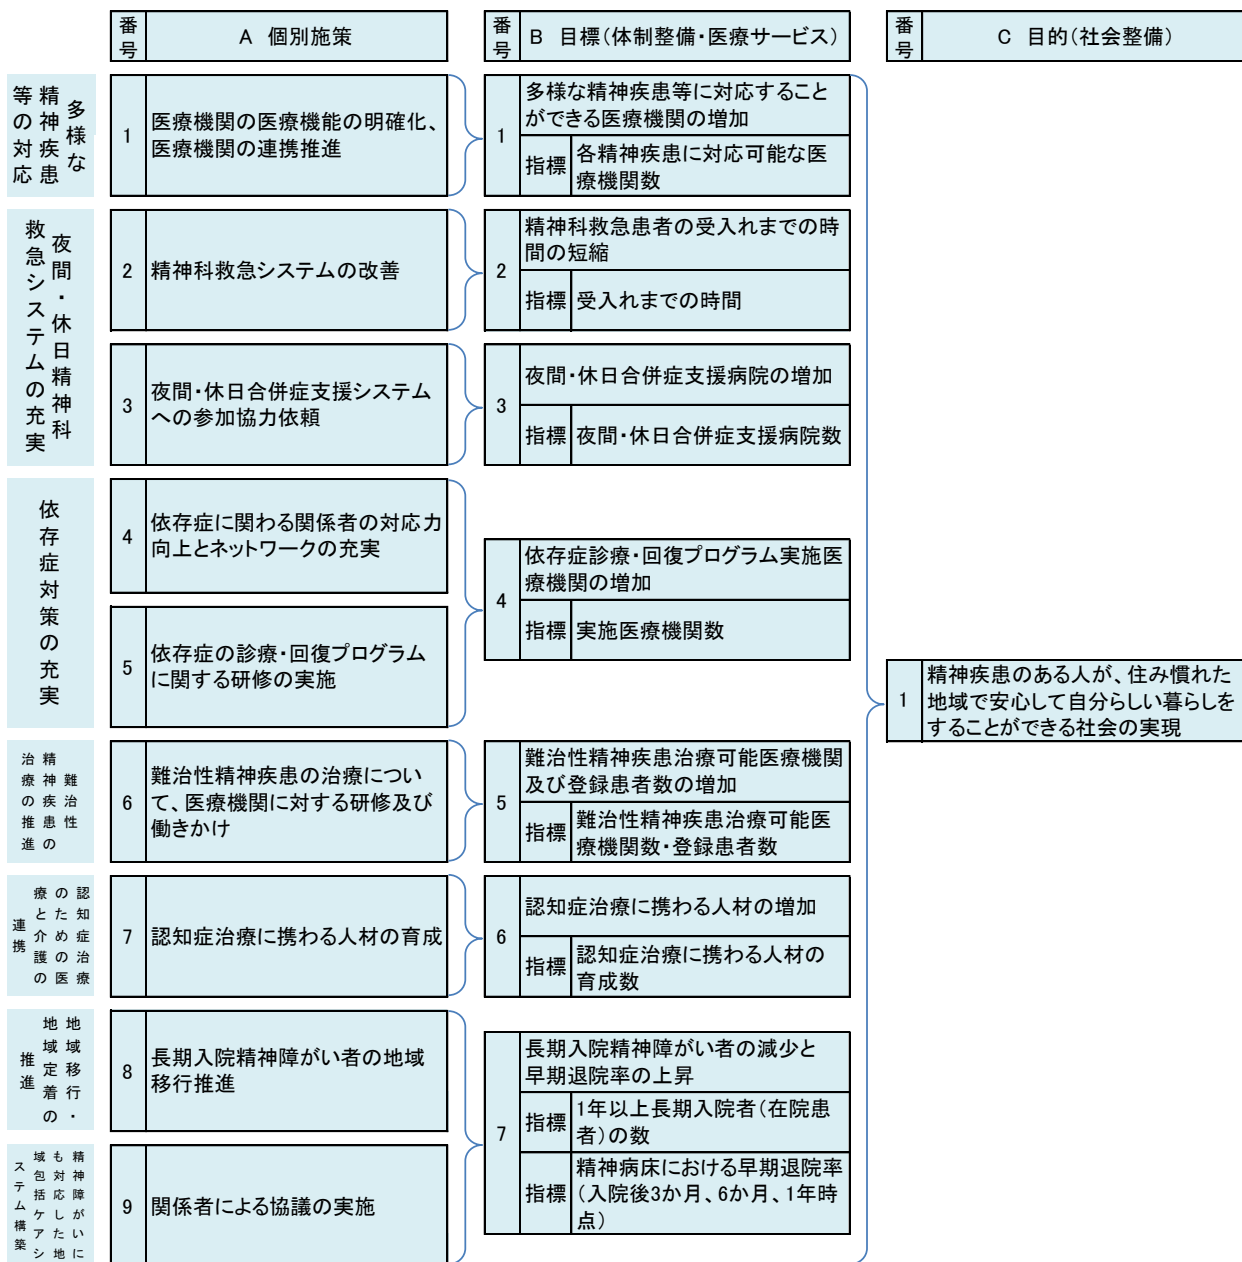 番号
A 個別施策
番号
B 目標(体制整備・医療サービス)
番号
C 目的(社会整備)
多様な
精神疾患
等の対応
1
医療機関の医療機能の明確化、
医療機関の連携推進
1
多様な精神疾患等に対応すること
ができる医療機関の増加
指標
各精神疾患に対応可能な医
療機関数
夜間・休日精神科
救急システムの充実
2
精神科救急システムの改善
2
精神科救急患者の受入れまでの時
間の短縮
指標
受入れまでの時間
3
夜間・休日合併症支援システム
への参加協力依頼
3
夜間・休日合併症支援病院の増加
指標
夜間・休日合併症支援病院数
依存症対策の充実
4
依存症に関わる関係者の対応力
向上とネットワークの充実
5
依存症の診療・回復プログラム
に関する研修の実施
4
依存症診療・回復プログラム実施医
療機関の増加
指標
実施医療機関数
1
精神疾患のある人が、住み慣れた
地域で安心して自分らしい暮らしを
することができる社会の実現
難治性
精神疾患の
治療の推進
6
難治性精神疾患の治療につい
て、医療機関に対する研修及び
働きかけ
5
難治性精神疾患治療可能医療機関
及び登録患者数の増加
指標
難治性精神疾患治療可能医
療機関数・登録患者数
認知症治療
のための医
療と介護の
連携
7
認知症治療に携わる人材の育成
6
認知症治療に携わる人材の増加
指標
認知症治療に携わる人材の
育成数
地域移行・
地域定着の
推進
8
長期入院精神障がい者の地域
移行推進
7
長期入院精神障がい者の減少と
早期退院率の上昇
指標
1年以上長期入院者(在院患
者)の数
指標
精神病床における早期退院率
(入院後3か月、6か月、1年時
点)
精神障がいに
も対応した地
域包括ケアシ
ステム構築
9
関係者による協議の実施